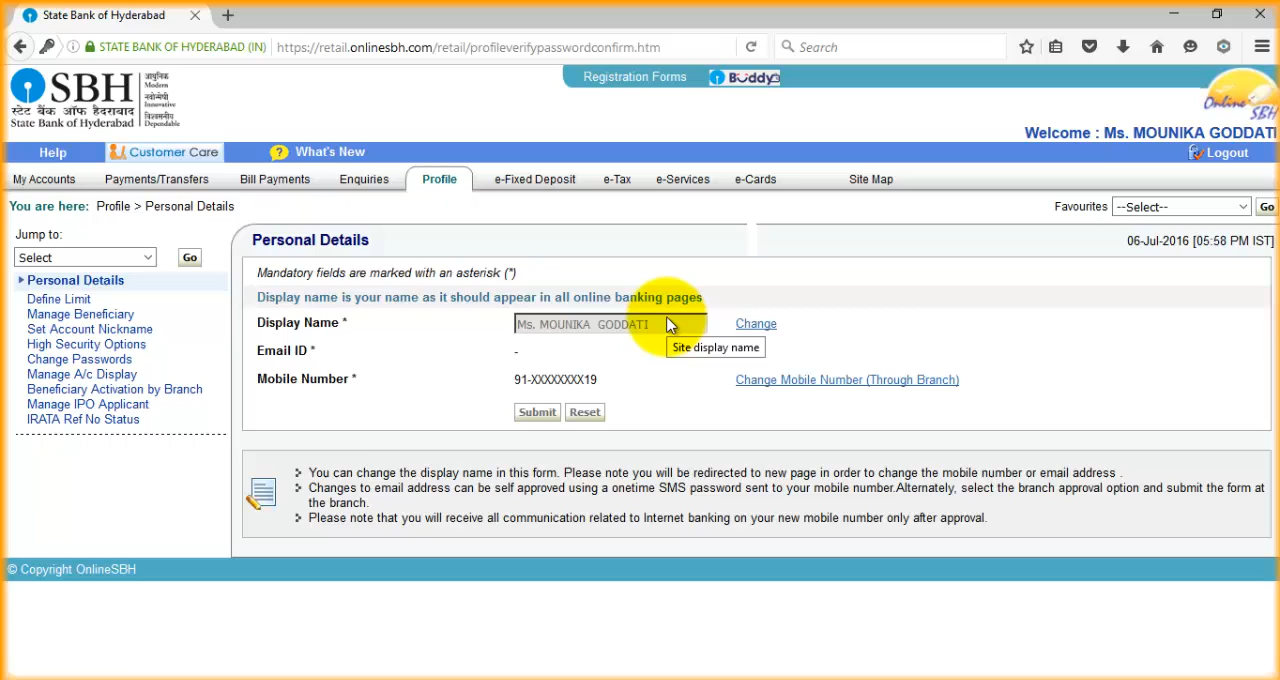 State Bank of Hyderabad
STATE BANK OF HYDERABAD (IN) https://retail.onlinesbh.com/retail/profileverifypasswordconfirm.htm Search
SBH
स्टेट बैंक ऑफ हैदराबाद
State Bank of Hyderabad
आधुनिक
Modern
Innovative
Dependable
Registration Forms Buddy
Online SBH
Welcome : Ms. MOUNIKA GODDATI
Help Customer Care ? What's New Logout
My Accounts Payments/Transfers Bill Payments Enquiries Profile e-Fixed Deposit e-Tax e-Services e-Cards Site Map
You are here: Profile > Personal Details Favourites --Select-- Go
Jump to:
Select Go
Personal Details
Define Limit
Manage Beneficiary
Set Account Nickname
High Security Options
Change Passwords
Manage A/c Display
Beneficiary Activation by Branch
Manage IPO Applicant
IRATA Ref No Status
Personal Details 06-Jul-2016 [05:58 PM IST]
Mandatory fields are marked with an asterisk (*)
Display name is your name as it should appear in all online banking pages
Display Name * Ms. MOUNIKA GODDATI Change
Site display name
Email ID * -
Mobile Number * 91-XXXXXXXX19 Change Mobile Number (Through Branch)
Submit Reset
You can change the display name in this form. Please note you will be redirected to new page in order to change the mobile number or email address .
Changes to email address can be self approved using a onetime SMS password sent to your mobile number.Alternately, select the branch approval option and submit the form at
the branch.
Please note that you will receive all communication related to Internet banking on your new mobile number only after approval.
© Copyright OnlineSBH